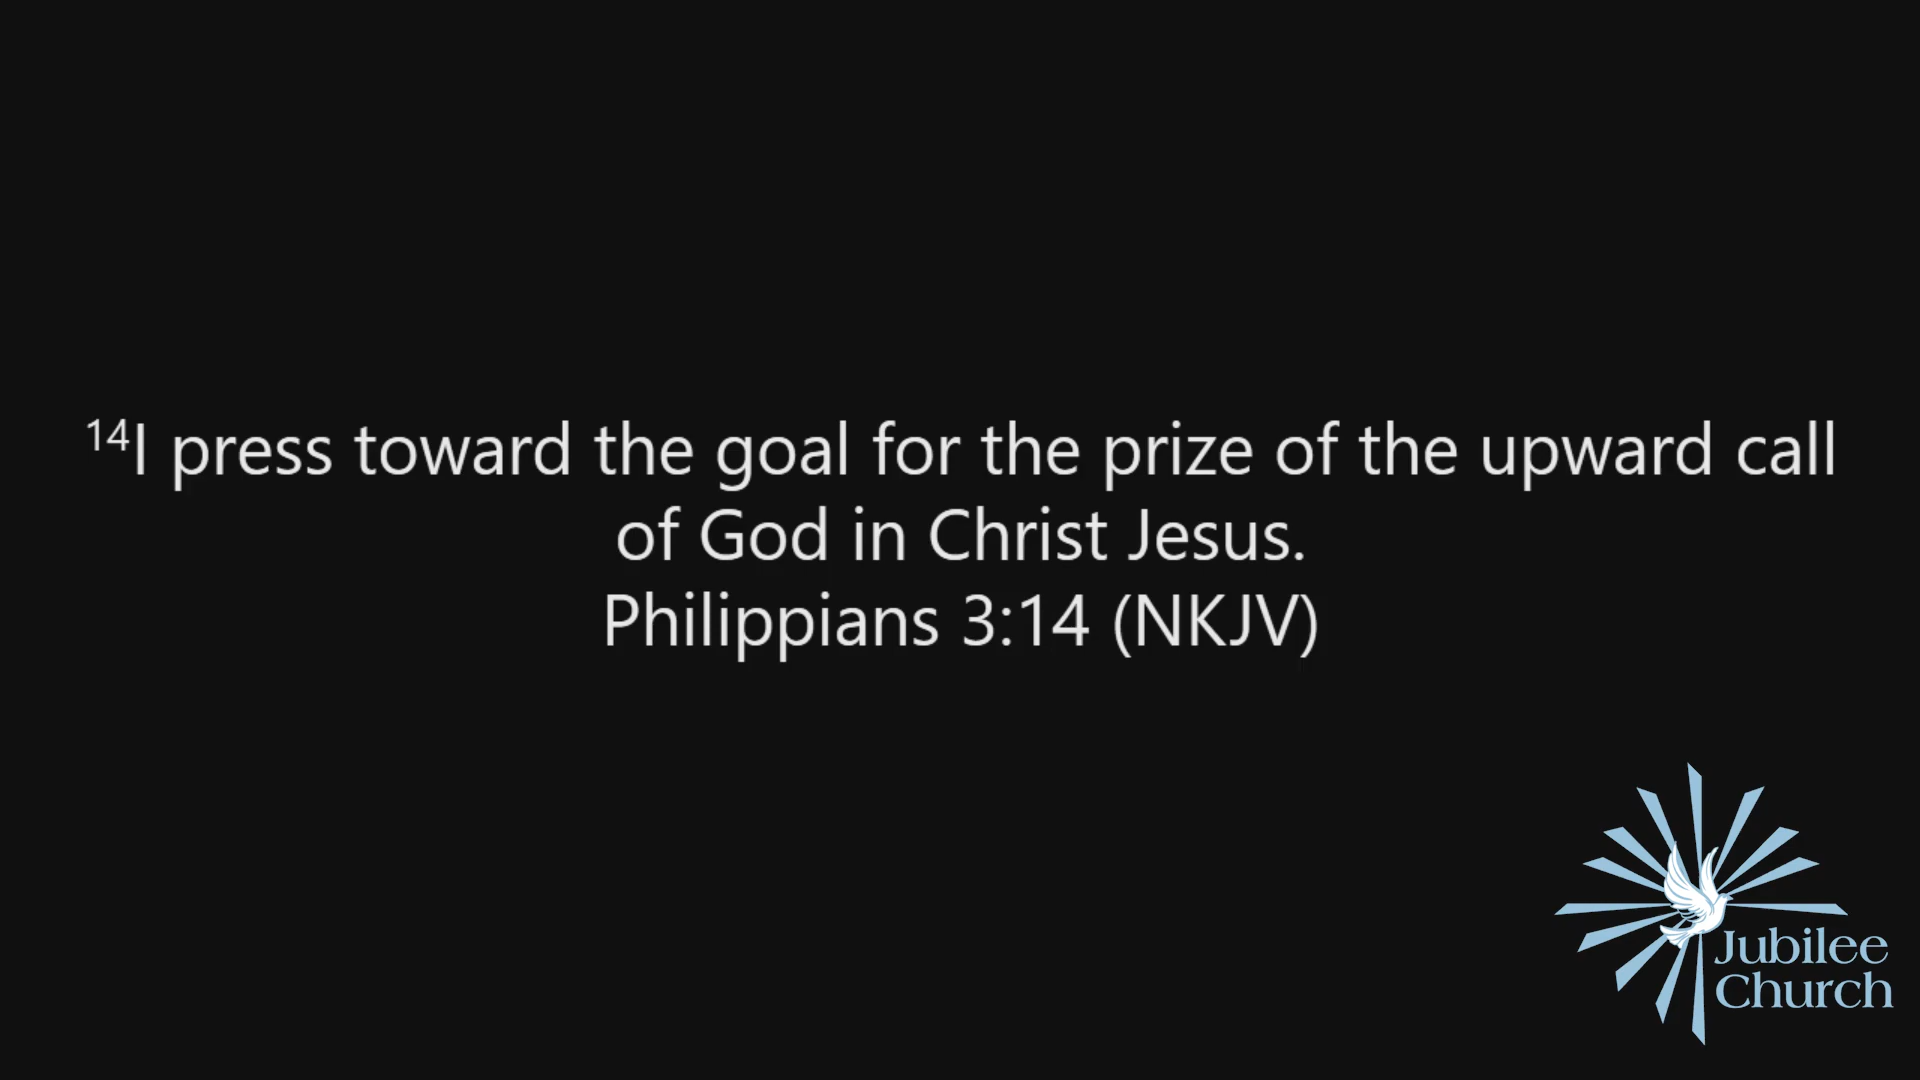 ¹⁴I press toward the goal for the prize of the upward call
of God in Christ Jesus.
Philippians 3:14 (NKJV)
Jubilee
Church